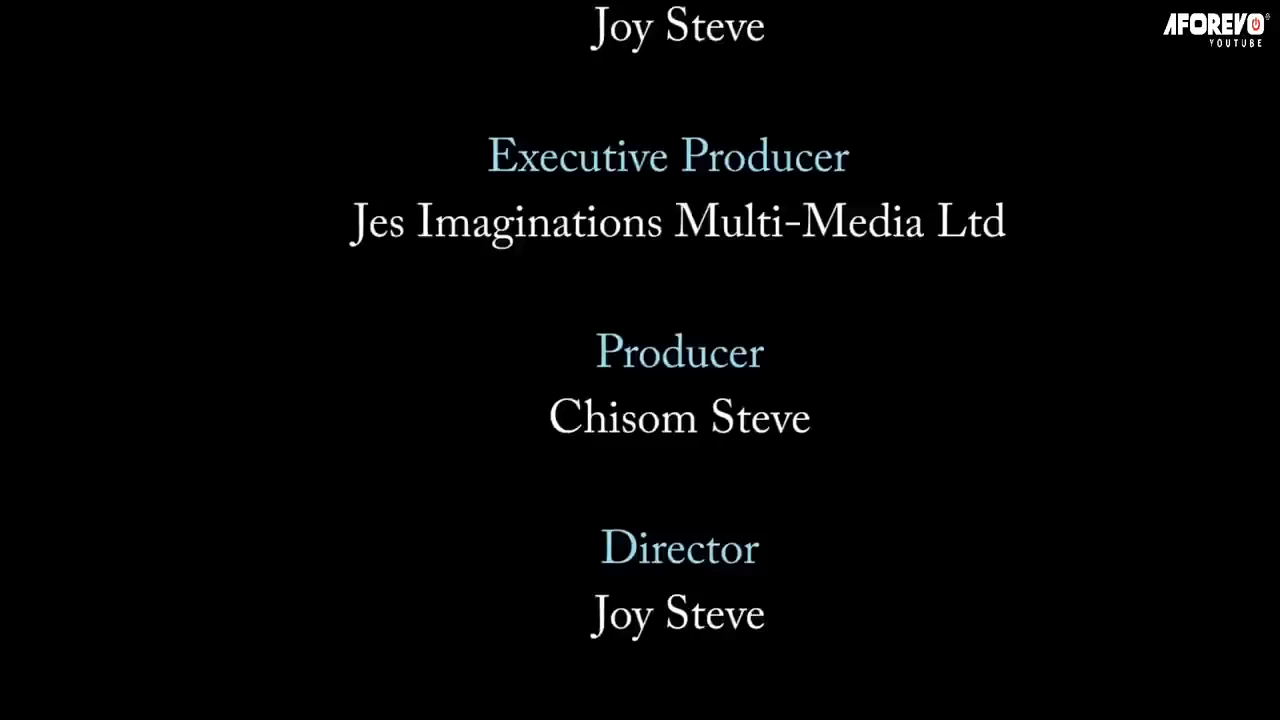 Joy Steve
AFOREVO
YOUTUBE
Executive Producer
Jes Imaginations Multi-Media Ltd
Producer
Chisom Steve
Director
Joy Steve